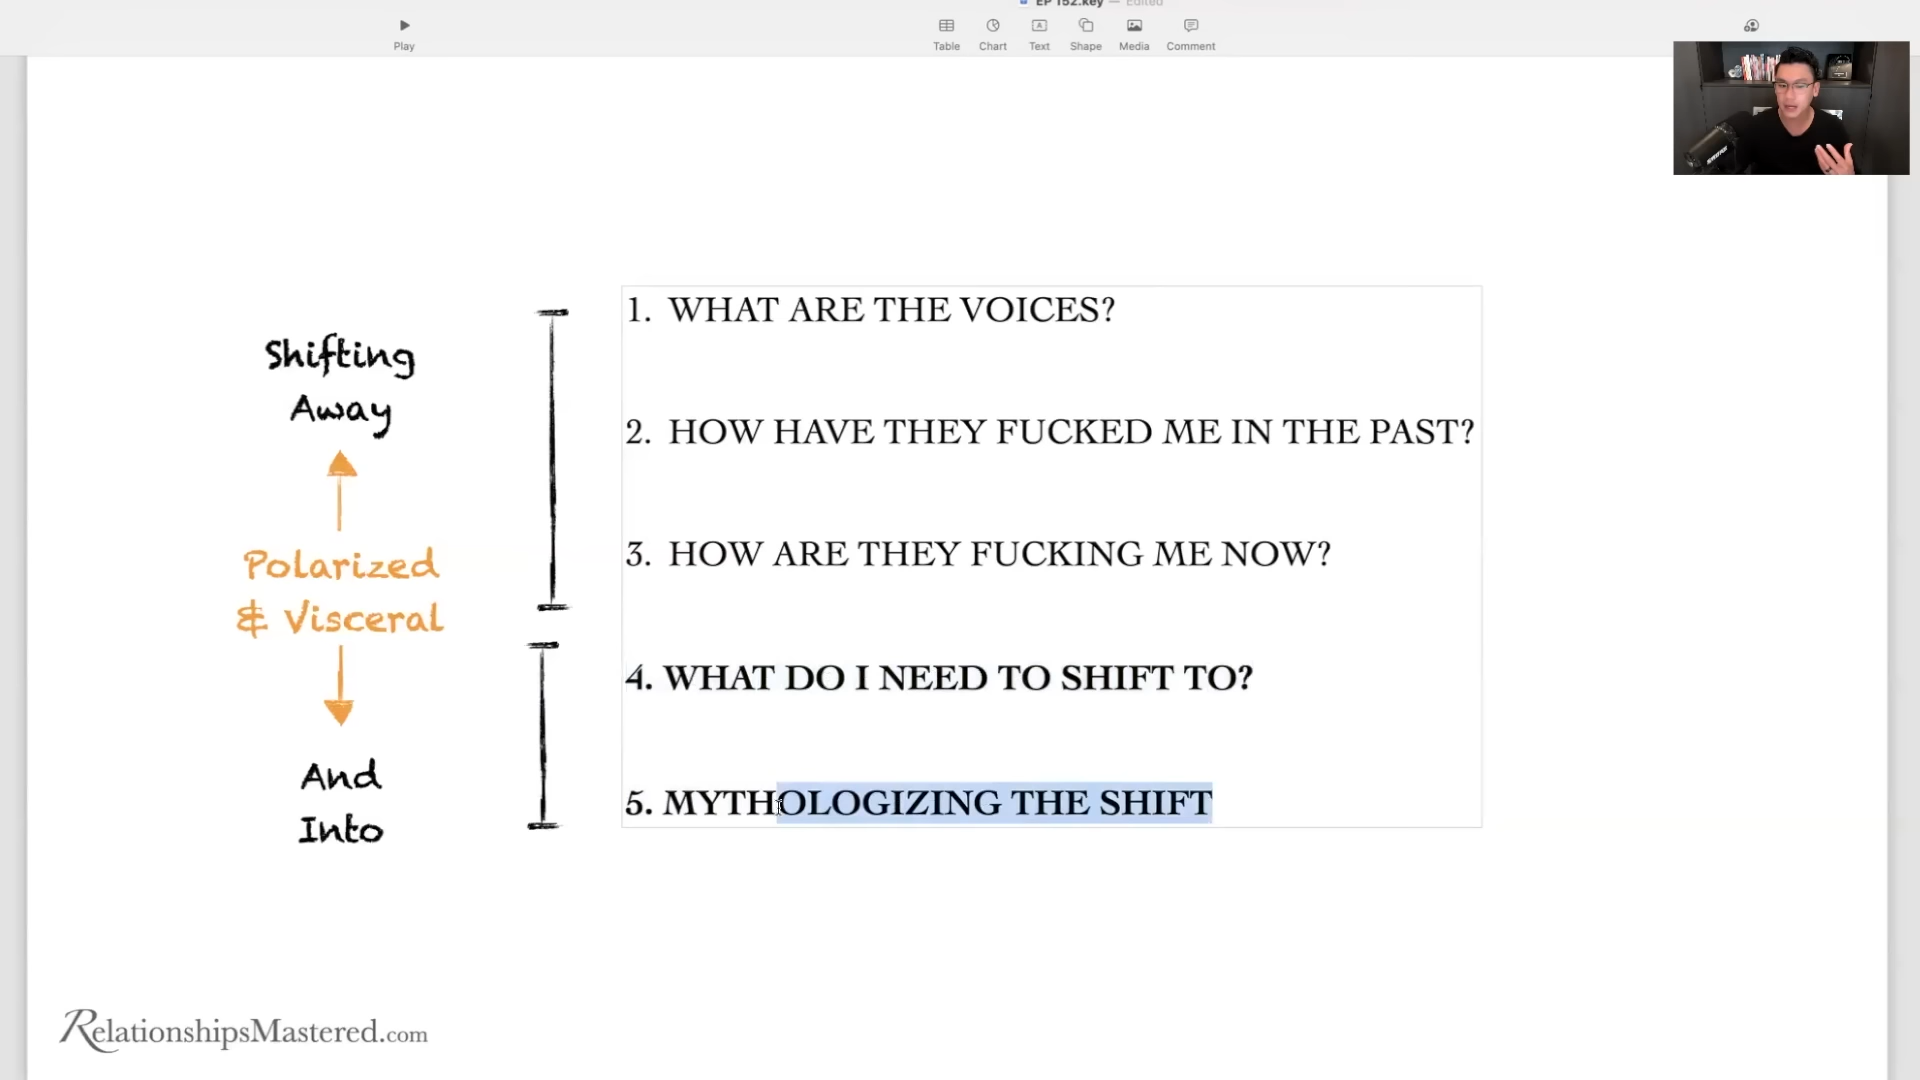 EP 152.key — Edited
Play
Table
Chart
Text
Shape
Media
Comment
Shifting
Away
Polarized
& Visceral
And
Into
1. WHAT ARE THE VOICES?
2. HOW HAVE THEY FUCKED ME IN THE PAST?
3. HOW ARE THEY FUCKING ME NOW?
4. WHAT DO I NEED TO SHIFT TO?
5. MYTHOLOGIZING THE SHIFT
RelationshipsMastered.com